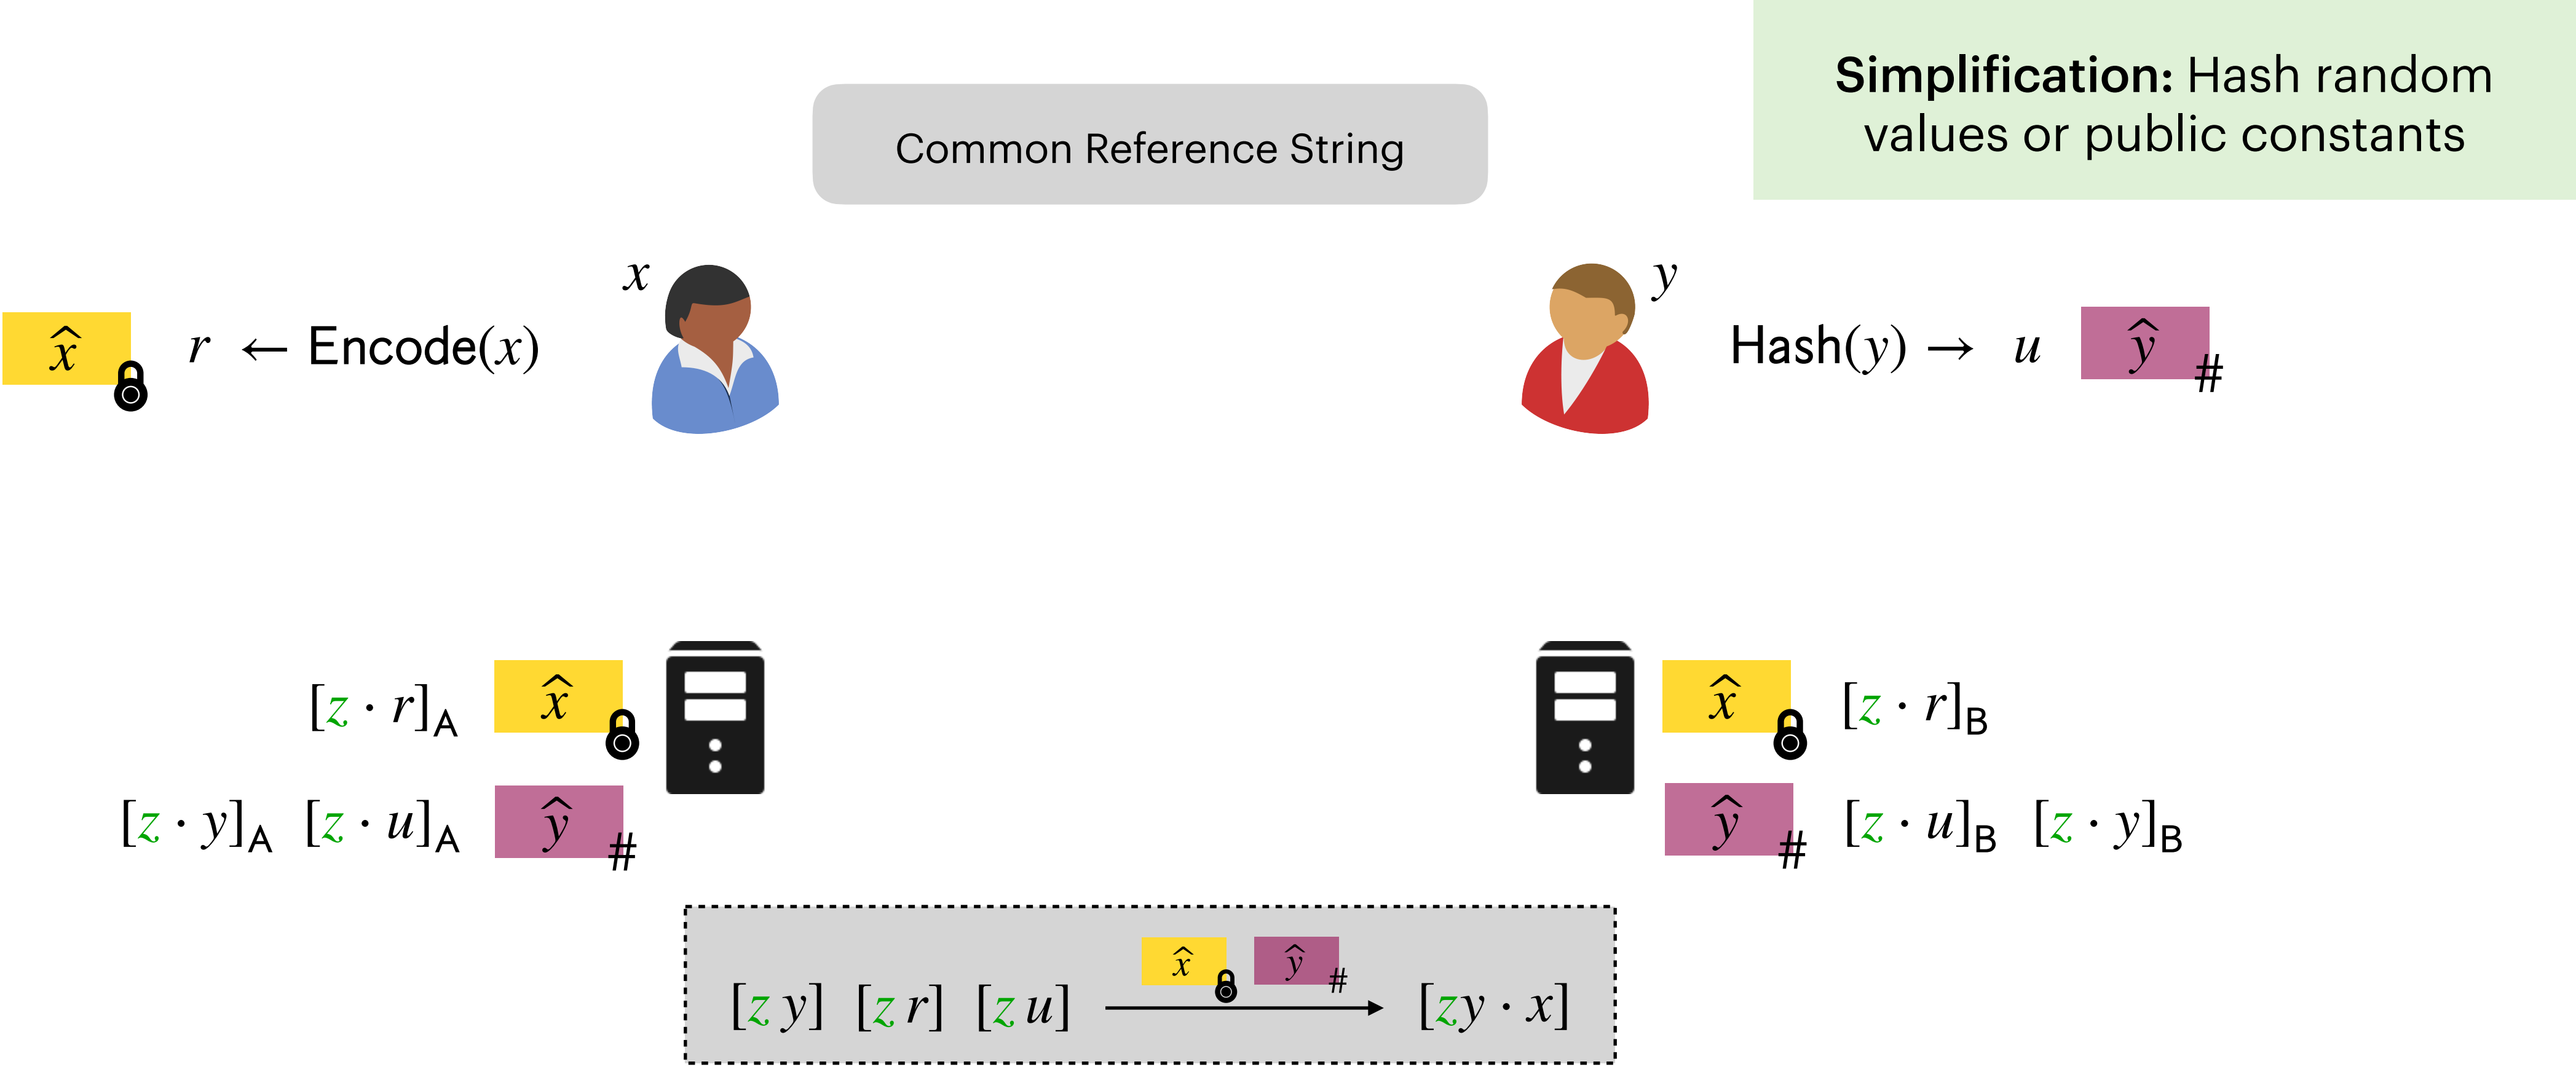 Simplification: Hash random
values or public constants
Common Reference String
x
y
x̂ r ← Encode(x)
Hash(y) → u ŷ #
[z · r]A x̂
x̂ [z · r]B
[z · y]A [z · u]A ŷ #
ŷ # [z · u]B [z · y]B
x̂ ŷ #
[z y] [z r] [z u] → [zy · x]